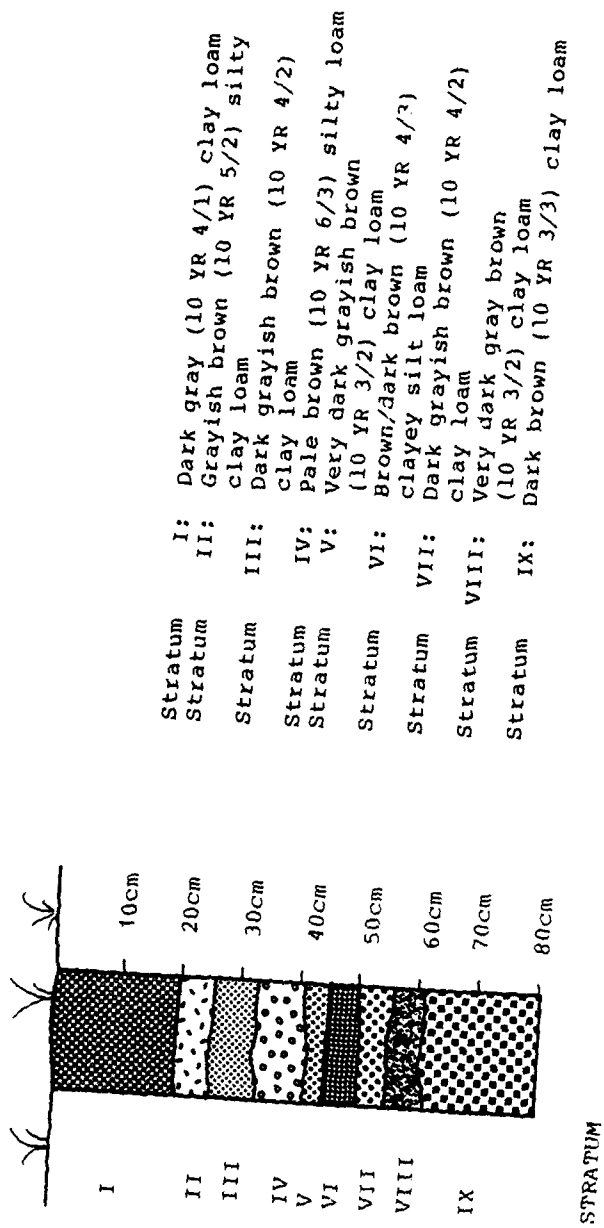 I
II
III
IV
V
VI
VII
VIII
IX
STRATUM
10cm
20cm
30cm
40cm
50cm
60cm
70cm
80cm
Stratum I: Dark gray (10 YR 4/1) clay loam
Stratum II: Grayish brown (10 YR 5/2) silty
clay loam
Stratum III: Dark grayish brown (10 YR 4/2)
clay loam
Stratum IV: Pale brown (10 YR 6/3) silty loam
Stratum V: Very dark grayish brown
(10 YR 3/2) clay loam
Stratum VI: Brown/dark brown (10 YR 4/3)
clayey silt loam
Stratum VII: Dark grayish brown (10 YR 4/2)
clay loam
Stratum VIII: Very dark gray brown
(10 YR 3/2) clay loam
Stratum IX: Dark brown (10 YR 3/3) clay loam